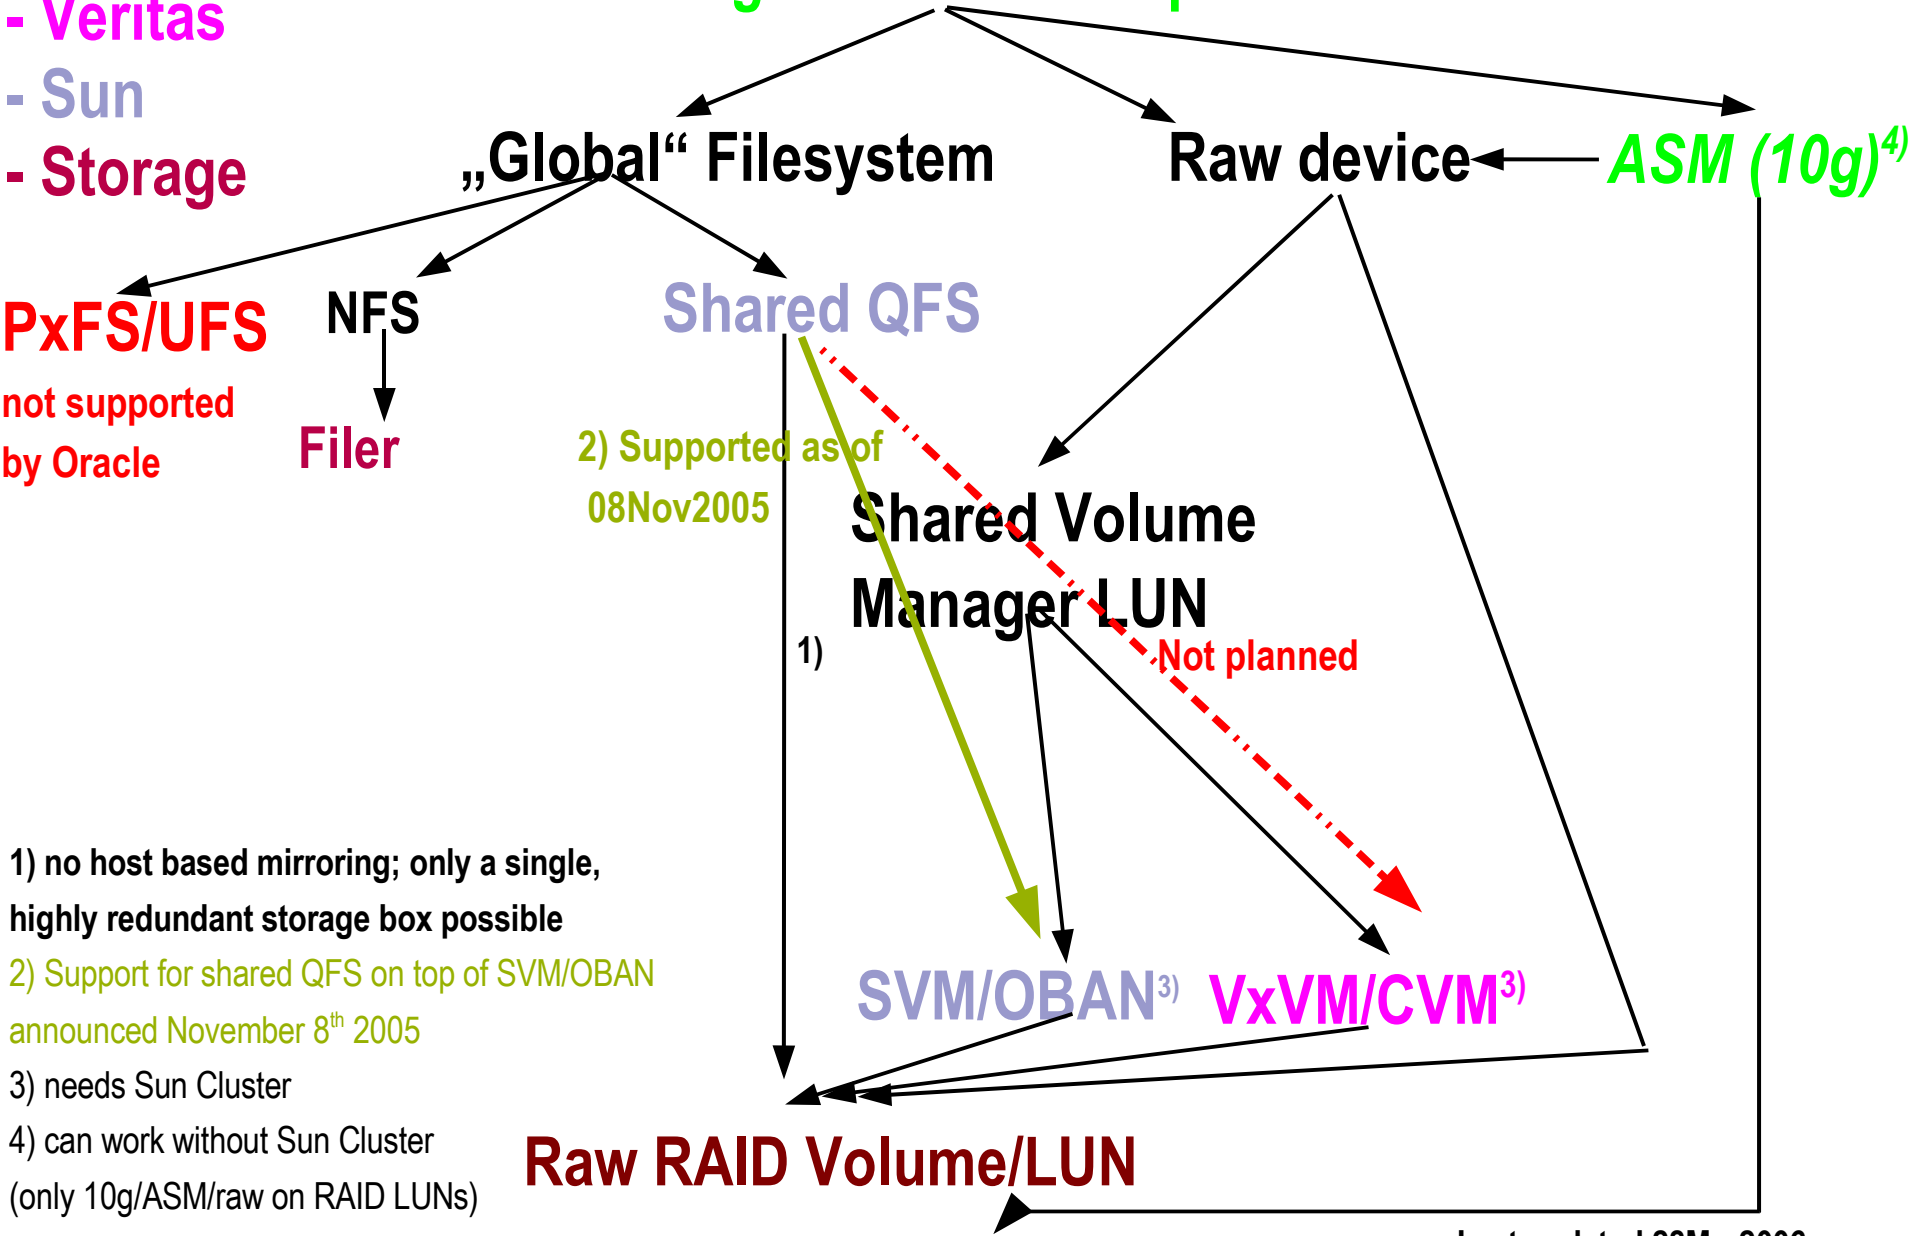 - Veritas
- Sun
- Storage
„Global“ Filesystem
Raw device
ASM (10g)4)
PxFS/UFS
not supported
by Oracle
NFS
Filer
Shared QFS
2) Supported as of
08Nov2005
Shared Volume
Manager LUN
1)
Not planned
SVM/OBAN3)
VxVM/CVM3)
Raw RAID Volume/LUN
1) no host based mirroring; only a single,
highly redundant storage box possible
2) Support for shared QFS on top of SVM/OBAN
announced November 8th 2005
3) needs Sun Cluster
4) can work without Sun Cluster
(only 10g/ASM/raw on RAID LUNs)